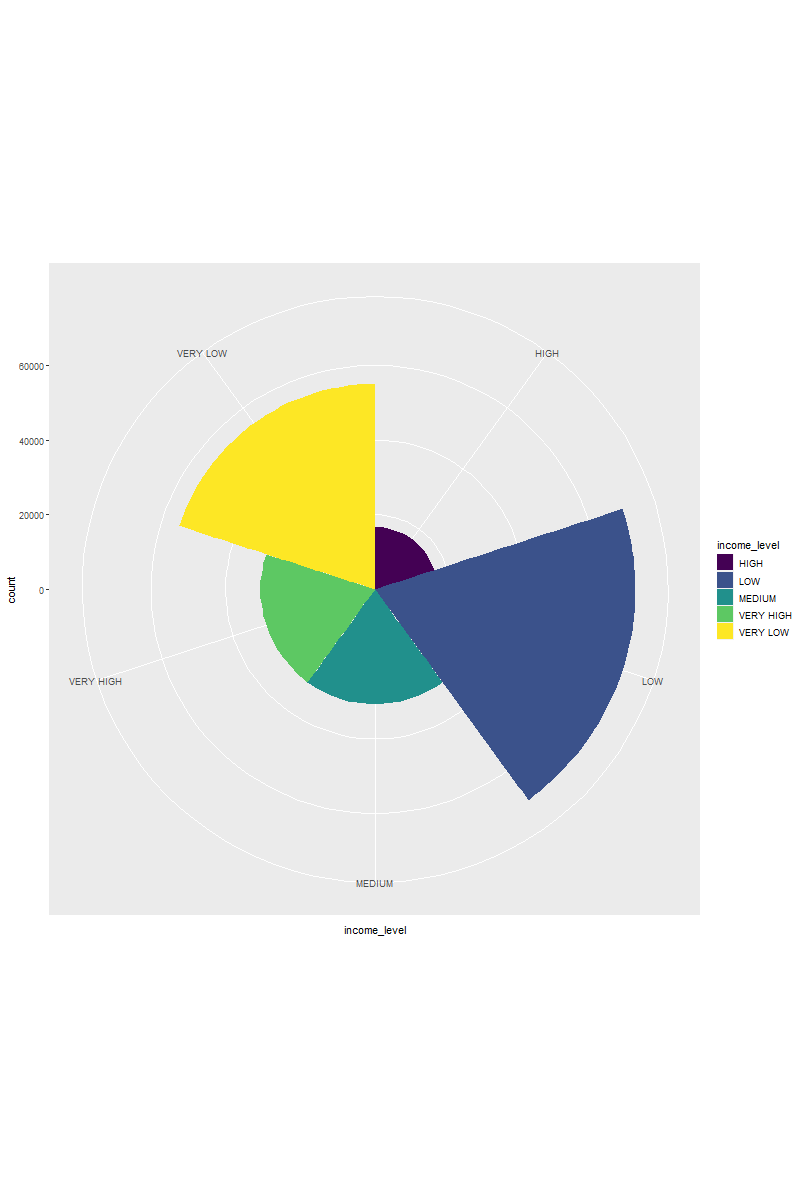 VERY LOW
HIGH
60000
40000
20000
0
count
VERY HIGH
LOW
MEDIUM
income_level
income_level
HIGH
LOW
MEDIUM
VERY HIGH
VERY LOW